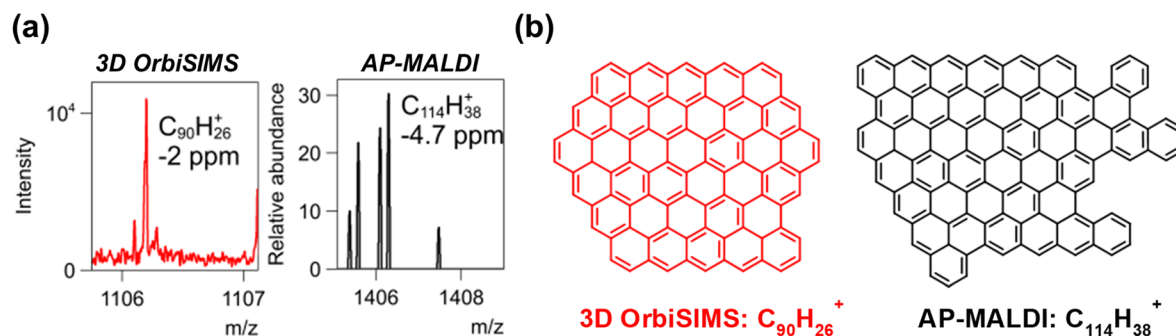 (a)
3D OrbiSIMS
Intensity
10⁴
0
C₉₀H₂₆⁺
-2 ppm
1106
1107
m/z
AP-MALDI
Relative abundance
30
20
10
0
C₁₁₄H₃₈⁺
-4.7 ppm
1406
1408
m/z
(b)
3D OrbiSIMS: C₉₀H₂₆⁺
AP-MALDI: C₁₁₄H₃₈⁺